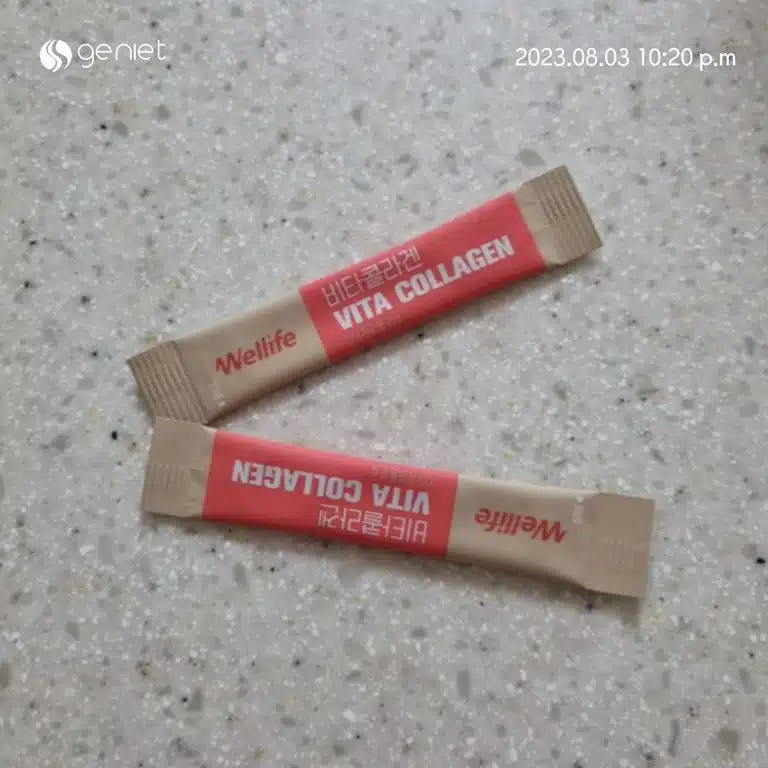 geniet
2023.08.03 10:20 p.m
비타콜라겐
VITA COLLAGEN
Wellife
비타콜라겐
VITA COLLAGEN
Wellife